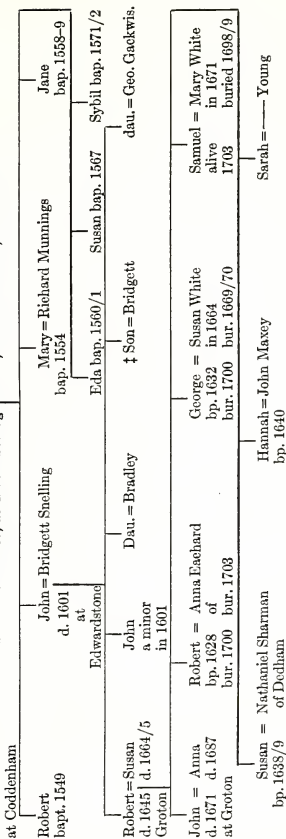 at Coddenham
Robert John = Bridgett Snelling Mary = Richard Munnings Jane
bapt. 1549 d. 1601 bap. 1554 bap. 1558–9
at
Edwardstone Eda bap. 1560/1 Susan bap. 1567 Sybil bap. 1571/2
Robert = Susan John Dau. = Bradley ‡ Son = Bridgett dau. = Geo. Gackwis.
d. 1645 d. 1664/5 a minor
Groton in 1601
John = Anna Robert = Anna Eachard George = Susan White Samuel = Mary White
d. 1671 d. 1687 bp. 1628 of bp. 1632 in 1664 alive in 1671
at Groton bur. 1700 bur. 1703 bur. 1700 bur. 1669/70 1703 buried 1698/9
Susan = Nathaniel Sharman Hannah = John Maxey Sarah = —— Young
bp. 1638/9 of Dedham bp. 1640